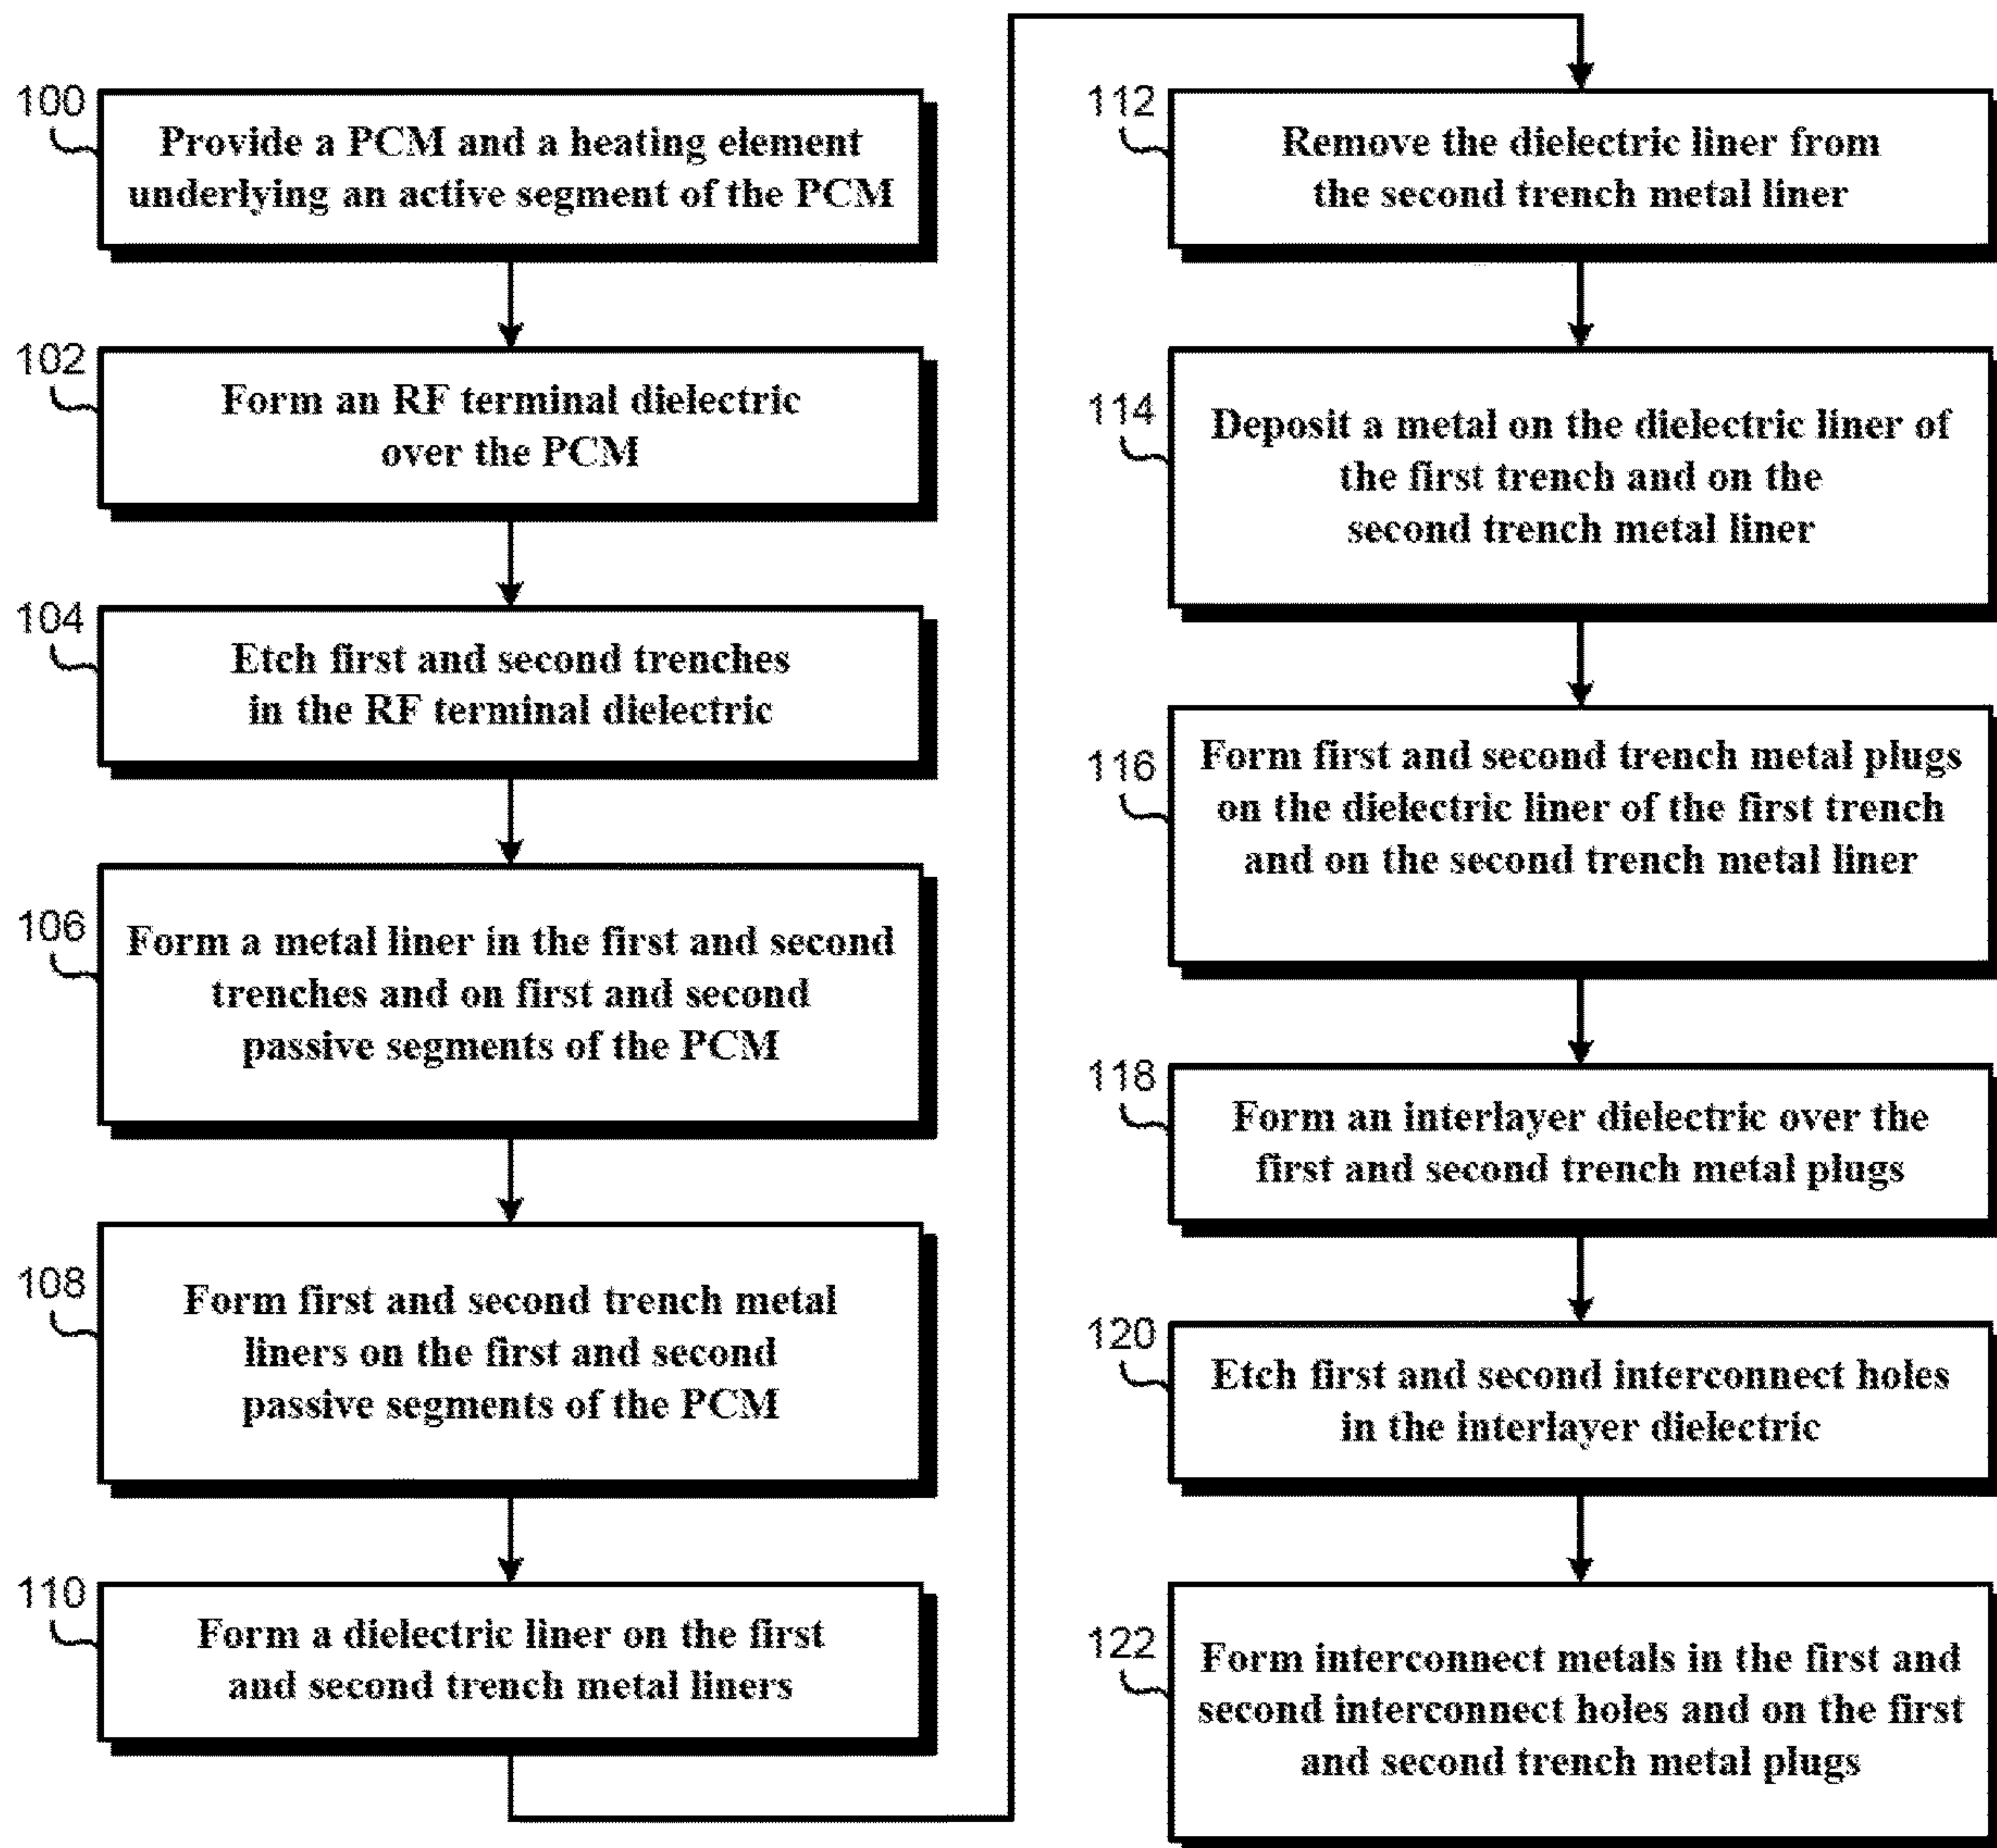 100
Provide a PCM and a heating element
underlying an active segment of the PCM
102
Form an RF terminal dielectric
over the PCM
104
Etch first and second trenches
in the RF terminal dielectric
106
Form a metal liner in the first and second
trenches and on first and second
passive segments of the PCM
108
Form first and second trench metal
liners on the first and second
passive segments of the PCM
110
Form a dielectric liner on the first
and second trench metal liners
112
Remove the dielectric liner from
the second trench metal liner
114
Deposit a metal on the dielectric liner of
the first trench and on the
second trench metal liner
116
Form first and second trench metal plugs
on the dielectric liner of the first trench
and on the second trench metal liner
118
Form an interlayer dielectric over the
first and second trench metal plugs
120
Etch first and second interconnect holes
in the interlayer dielectric
122
Form interconnect metals in the first and
second interconnect holes and on the first
and second trench metal plugs